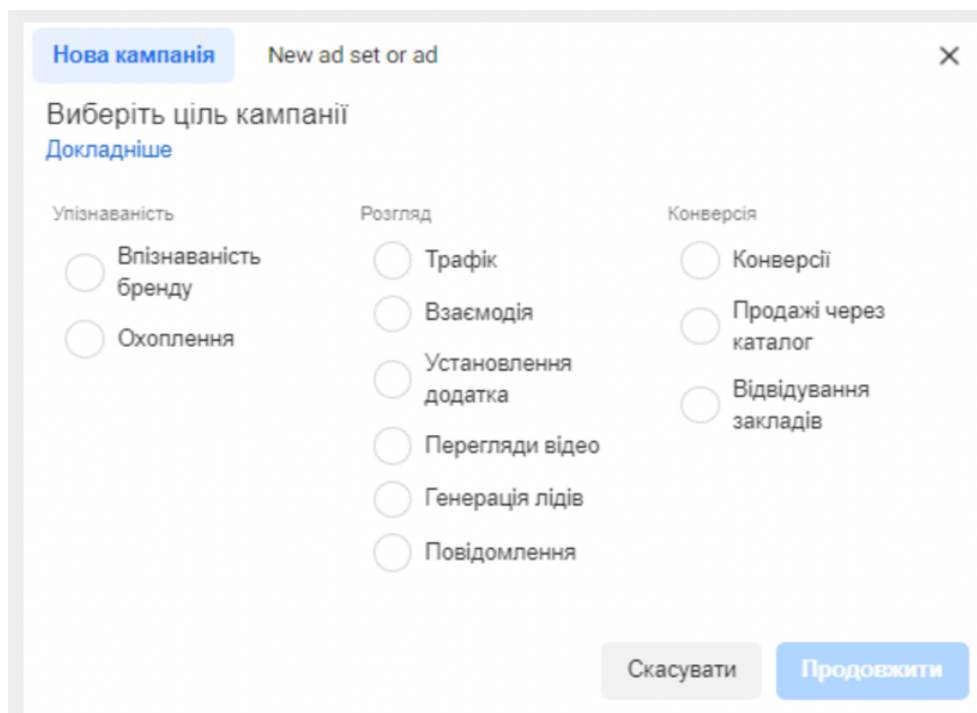 Нова кампанія New ad set or ad
Виберіть ціль кампанії
Докладніше
Упізнаваність
Впізнаваність
бренду
Охоплення
Розгляд
Трафік
Взаємодія
Установлення
додатка
Перегляди відео
Генерація лідів
Повідомлення
Конверсія
Конверсії
Продажі через
каталог
Відвідування
закладів
Скасувати Продовжити